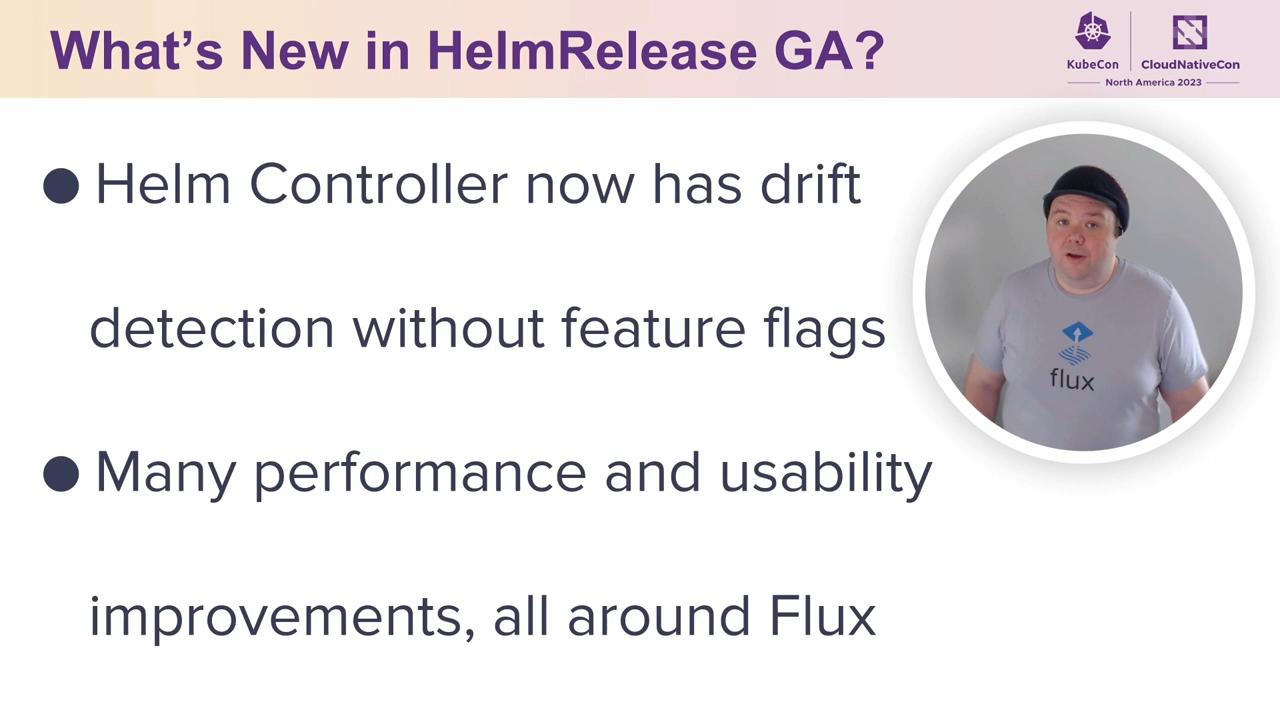 What’s New in HelmRelease GA?
KubeCon
CloudNativeCon
North America 2023
● Helm Controller now has drift
detection without feature flags
● Many performance and usability
improvements, all around Flux
flux